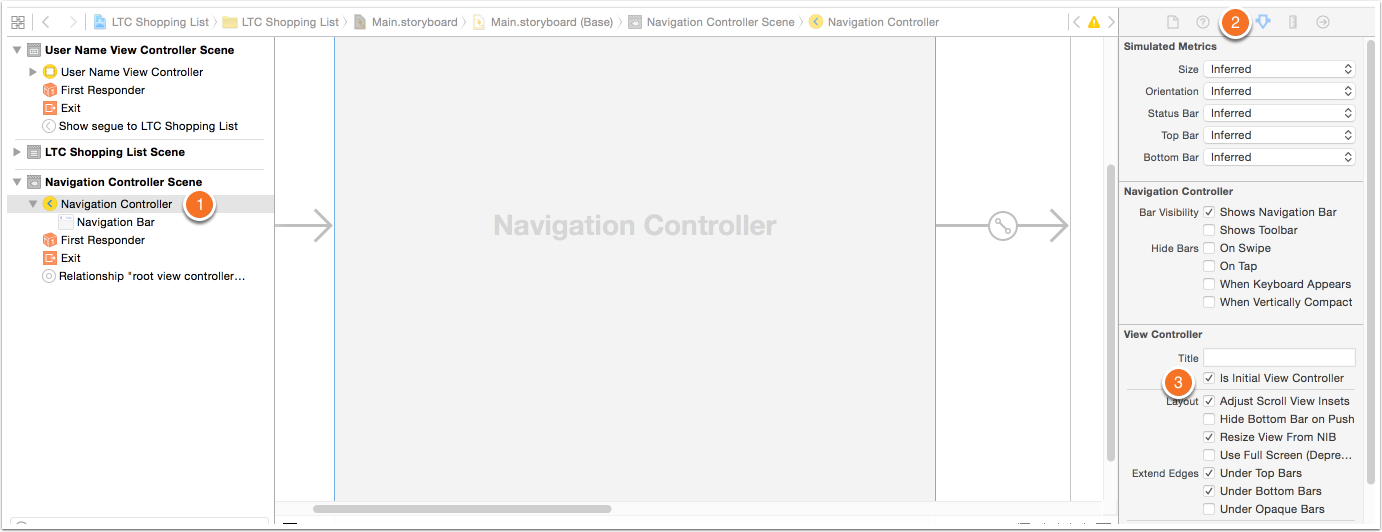 LTC Shopping List LTC Shopping List Main.storyboard Main.storyboard (Base) Navigation Controller Scene Navigation Controller
2
User Name View Controller Scene
User Name View Controller
First Responder
Exit
Show segue to LTC Shopping List
LTC Shopping List Scene
Navigation Controller Scene
Navigation Controller
1
Navigation Bar
First Responder
Exit
Relationship "root view controller...
Navigation Controller
Simulated Metrics
Size Inferred
Orientation Inferred
Status Bar Inferred
Top Bar Inferred
Bottom Bar Inferred
Navigation Controller
Bar Visibility Shows Navigation Bar
Shows Toolbar
Hide Bars On Swipe
On Tap
When Keyboard Appears
When Vertically Compact
View Controller
Title
3
Is Initial View Controller
Layout Adjust Scroll View Insets
Hide Bottom Bar on Push
Resize View From NIB
Use Full Screen (Depre...
Extend Edges Under Top Bars
Under Bottom Bars
Under Opaque Bars